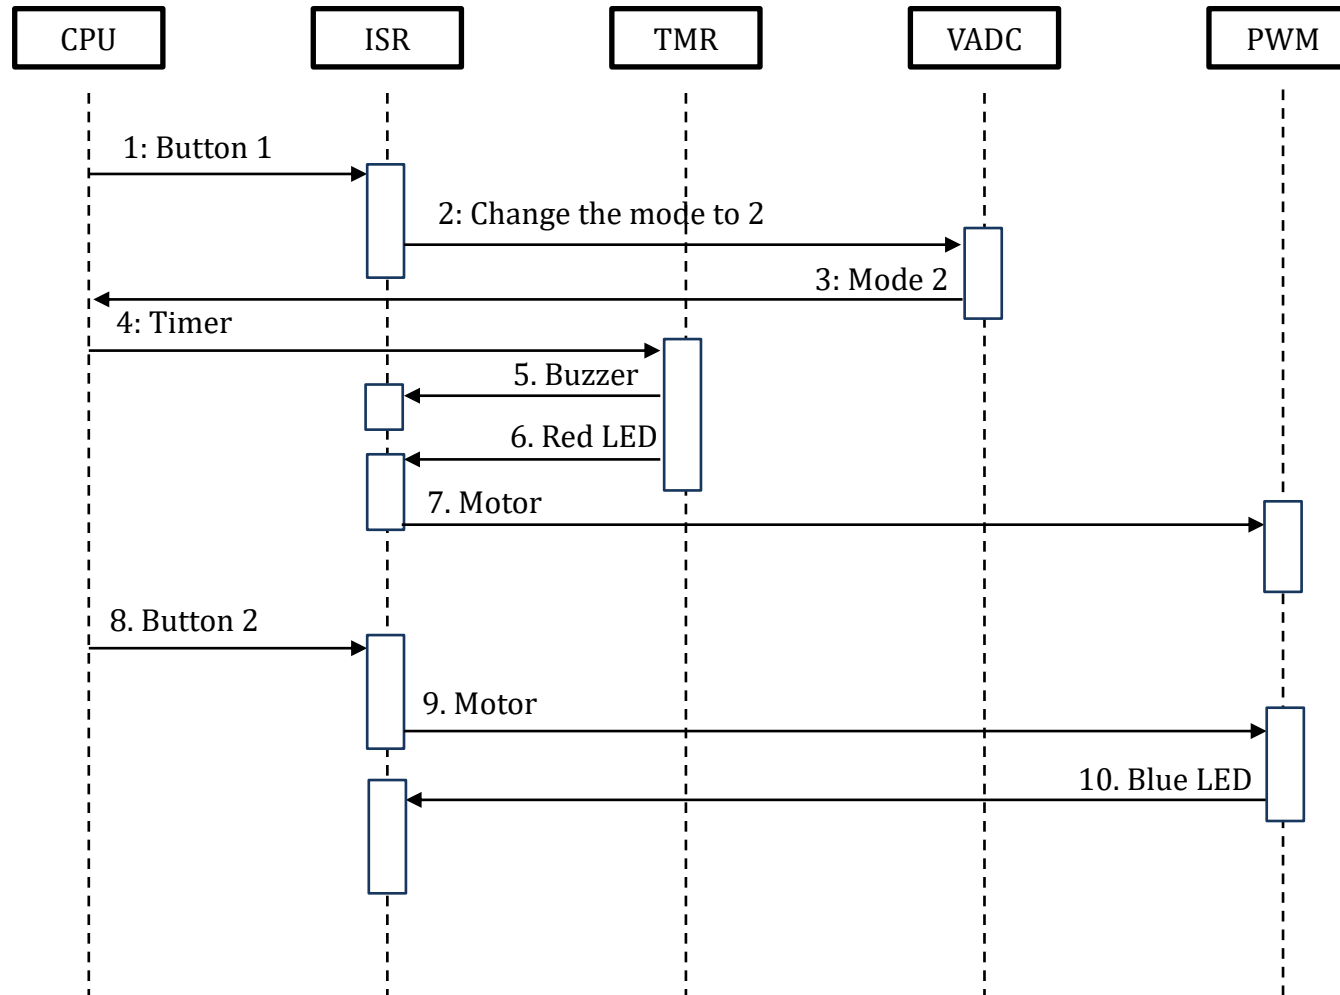 CPU
ISR
TMR
VADC
PWM
1: Button 1
2: Change the mode to 2
3: Mode 2
4: Timer
5. Buzzer
6. Red LED
7. Motor
8. Button 2
9. Motor
10. Blue LED